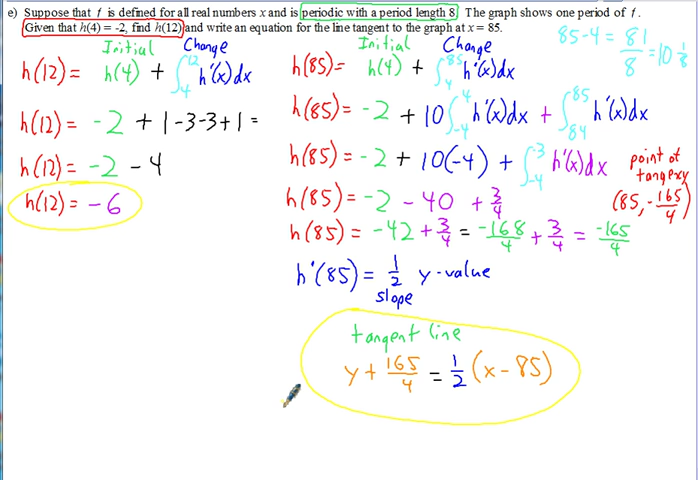 e) Suppose that f is defined for all real numbers x and is periodic with a period length 8. The graph shows one period of f.
Given that h(4) = -2, find h(12) and write an equation for the line tangent to the graph at x = 85.
Initial Change
h(12) = h(4) + ∫_4^12 h'(x)dx
h(12) = -2 + 1-3-3+1 =
h(12) = -2 - 4
h(12) = -6
85-4 = 81/8 = 10 1/8
Initial Change
h(85) = h(4) + ∫_4^85 h'(x)dx
h(85) = -2 + 10∫_-4^4 h'(x)dx + ∫_84^85 h'(x)dx
h(85) = -2 + 10(-4) + ∫_-4^-3 h'(x)dx
h(85) = -2 - 40 + 3/4
h(85) = -42 + 3/4 = -168/4 + 3/4 = -165/4
point of
tangency
(85, -165/4)
h'(85) = 1/2 y-value
slope
tangent line
y + 165/4 = 1/2 (x - 85)